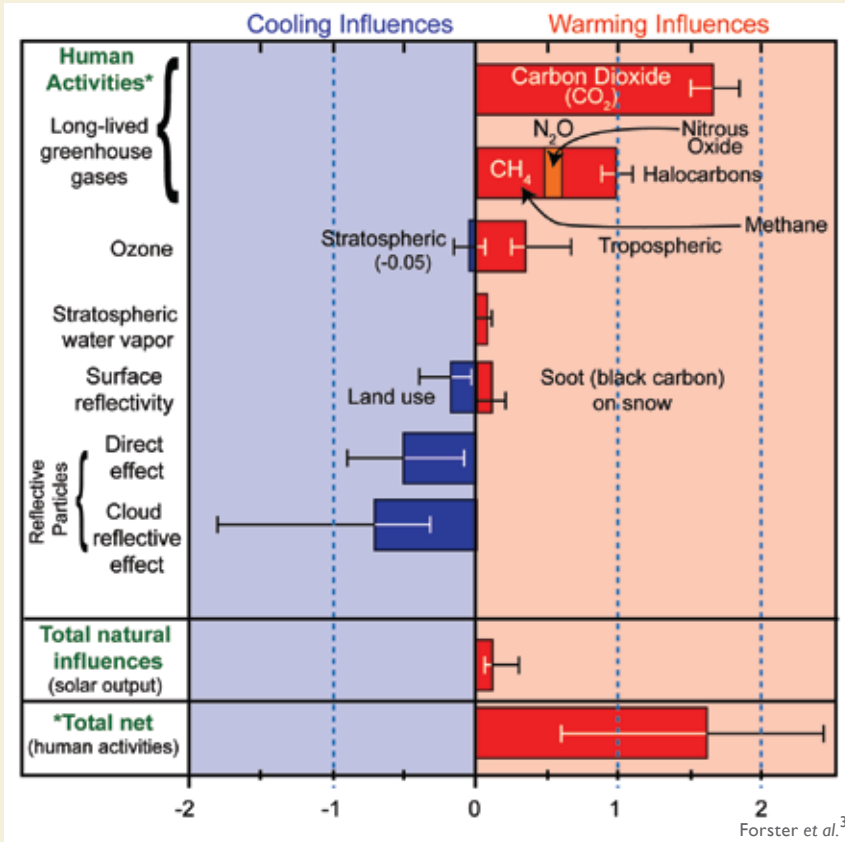 Cooling Influences
Warming Influences
Human
Activities*
Long-lived
greenhouse
gases
Carbon Dioxide
(CO₂)
N₂O
Nitrous
Oxide
CH₄
Halocarbons
Methane
Ozone
Stratospheric
(-0.05)
Tropospheric
Stratospheric
water vapor
Surface
reflectivity
Land use
Soot (black carbon)
on snow
Reflective
Particles
Direct
effect
Cloud
reflective
effect
Total natural
influences
(solar output)
*Total net
(human activities)
-2 -1 0 1 2
Forster et al.³